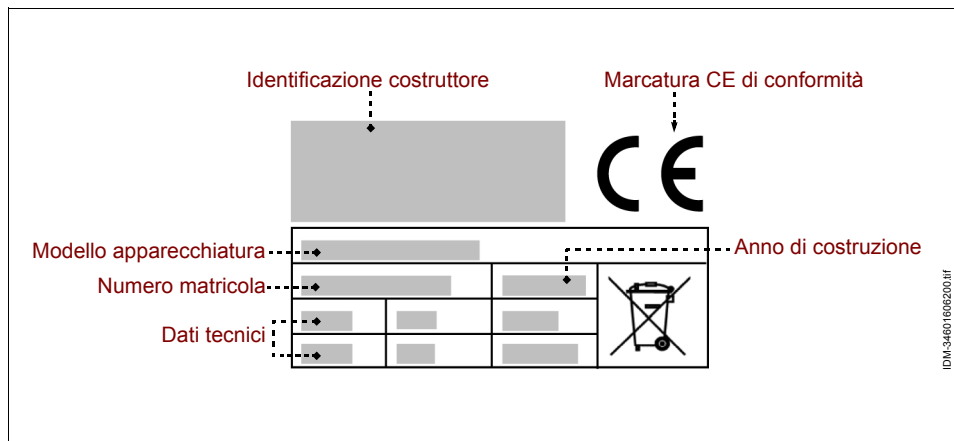 Identificazione costruttore
Marcatura CE di conformità
CE
Modello apparecchiatura
Anno di costruzione
Numero matricola
Dati tecnici
IDM-34601606200.tif